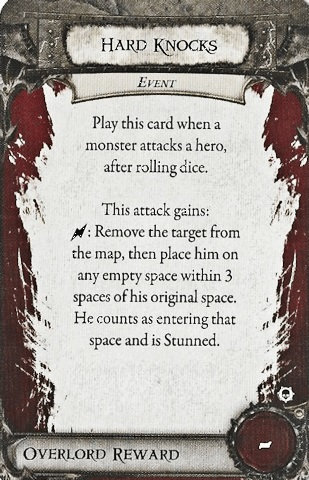 Hard Knocks
Event
Play this card when a
monster attacks a hero,
after rolling dice.
This attack gains:
: Remove the target from
the map, then place him on
any empty space within 3
spaces of his original space.
He counts as entering that
space and is Stunned.
Overlord Reward